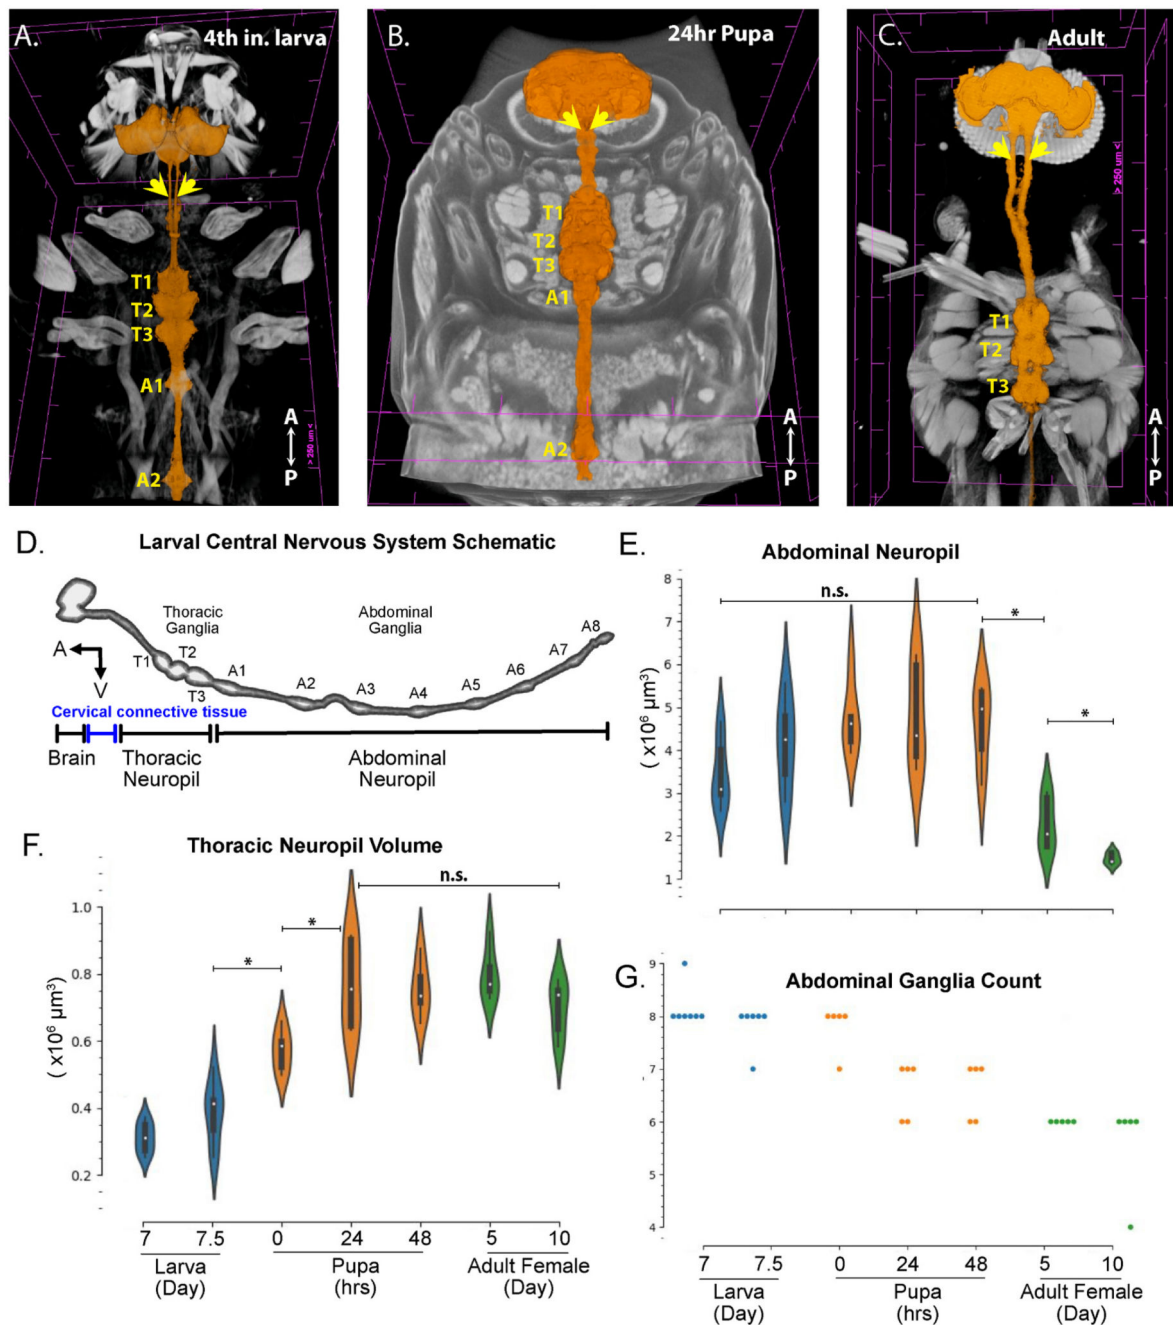 A.
4th in. larva
T1
T2
T3
A1
A2
A
P
> 250 um <
B.
24hr Pupa
T1
T2
T3
A1
A2
A
P
C.
Adult
> 250 um <
T1
T2
T3
A
P
D.
Larval Central Nervous System Schematic
Thoracic
Ganglia
Abdominal
Ganglia
A
V
T1
T2
T3
A1
A2
A3
A4
A5
A6
A7
A8
Cervical connective tissue
Brain
Thoracic
Neuropil
Abdominal
Neuropil
E.
Abdominal Neuropil
( x10⁶ µm³)
8
7
6
5
4
3
2
1
n.s.
*
*
F.
Thoracic Neuropil Volume
( x10⁶ µm³)
1.0
0.8
0.6
0.4
0.2
*
*
n.s.
7
7.5
0
24
48
5
10
Larva
(Day)
Pupa
(hrs)
Adult Female
(Day)
G.
Abdominal Ganglia Count
9
8
7
6
5
4
7
7.5
0
24
48
5
10
Larva
(Day)
Pupa
(hrs)
Adult Female
(Day)